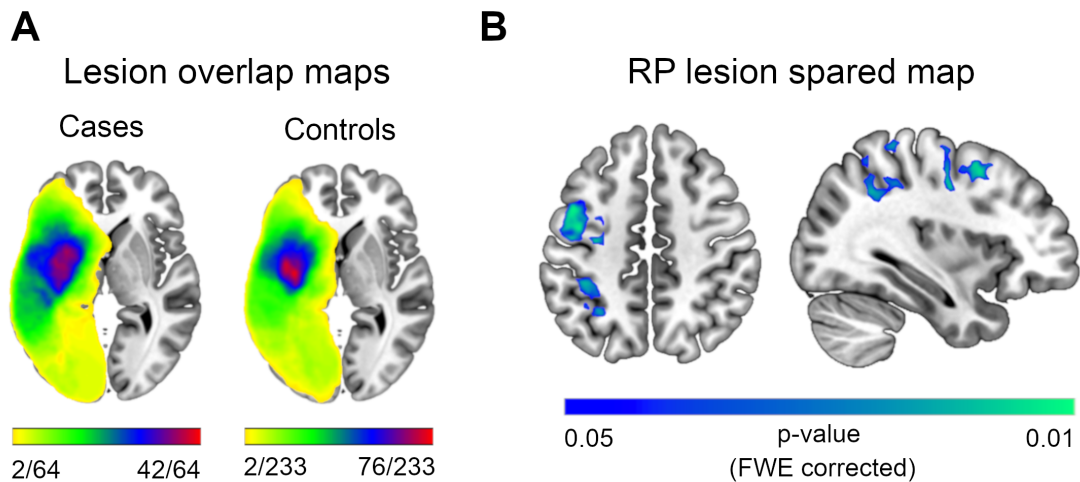 A
Lesion overlap maps
Cases
Controls
2/64
42/64
2/233
76/233
B
RP lesion spared map
0.05
p-value
0.01
(FWE corrected)